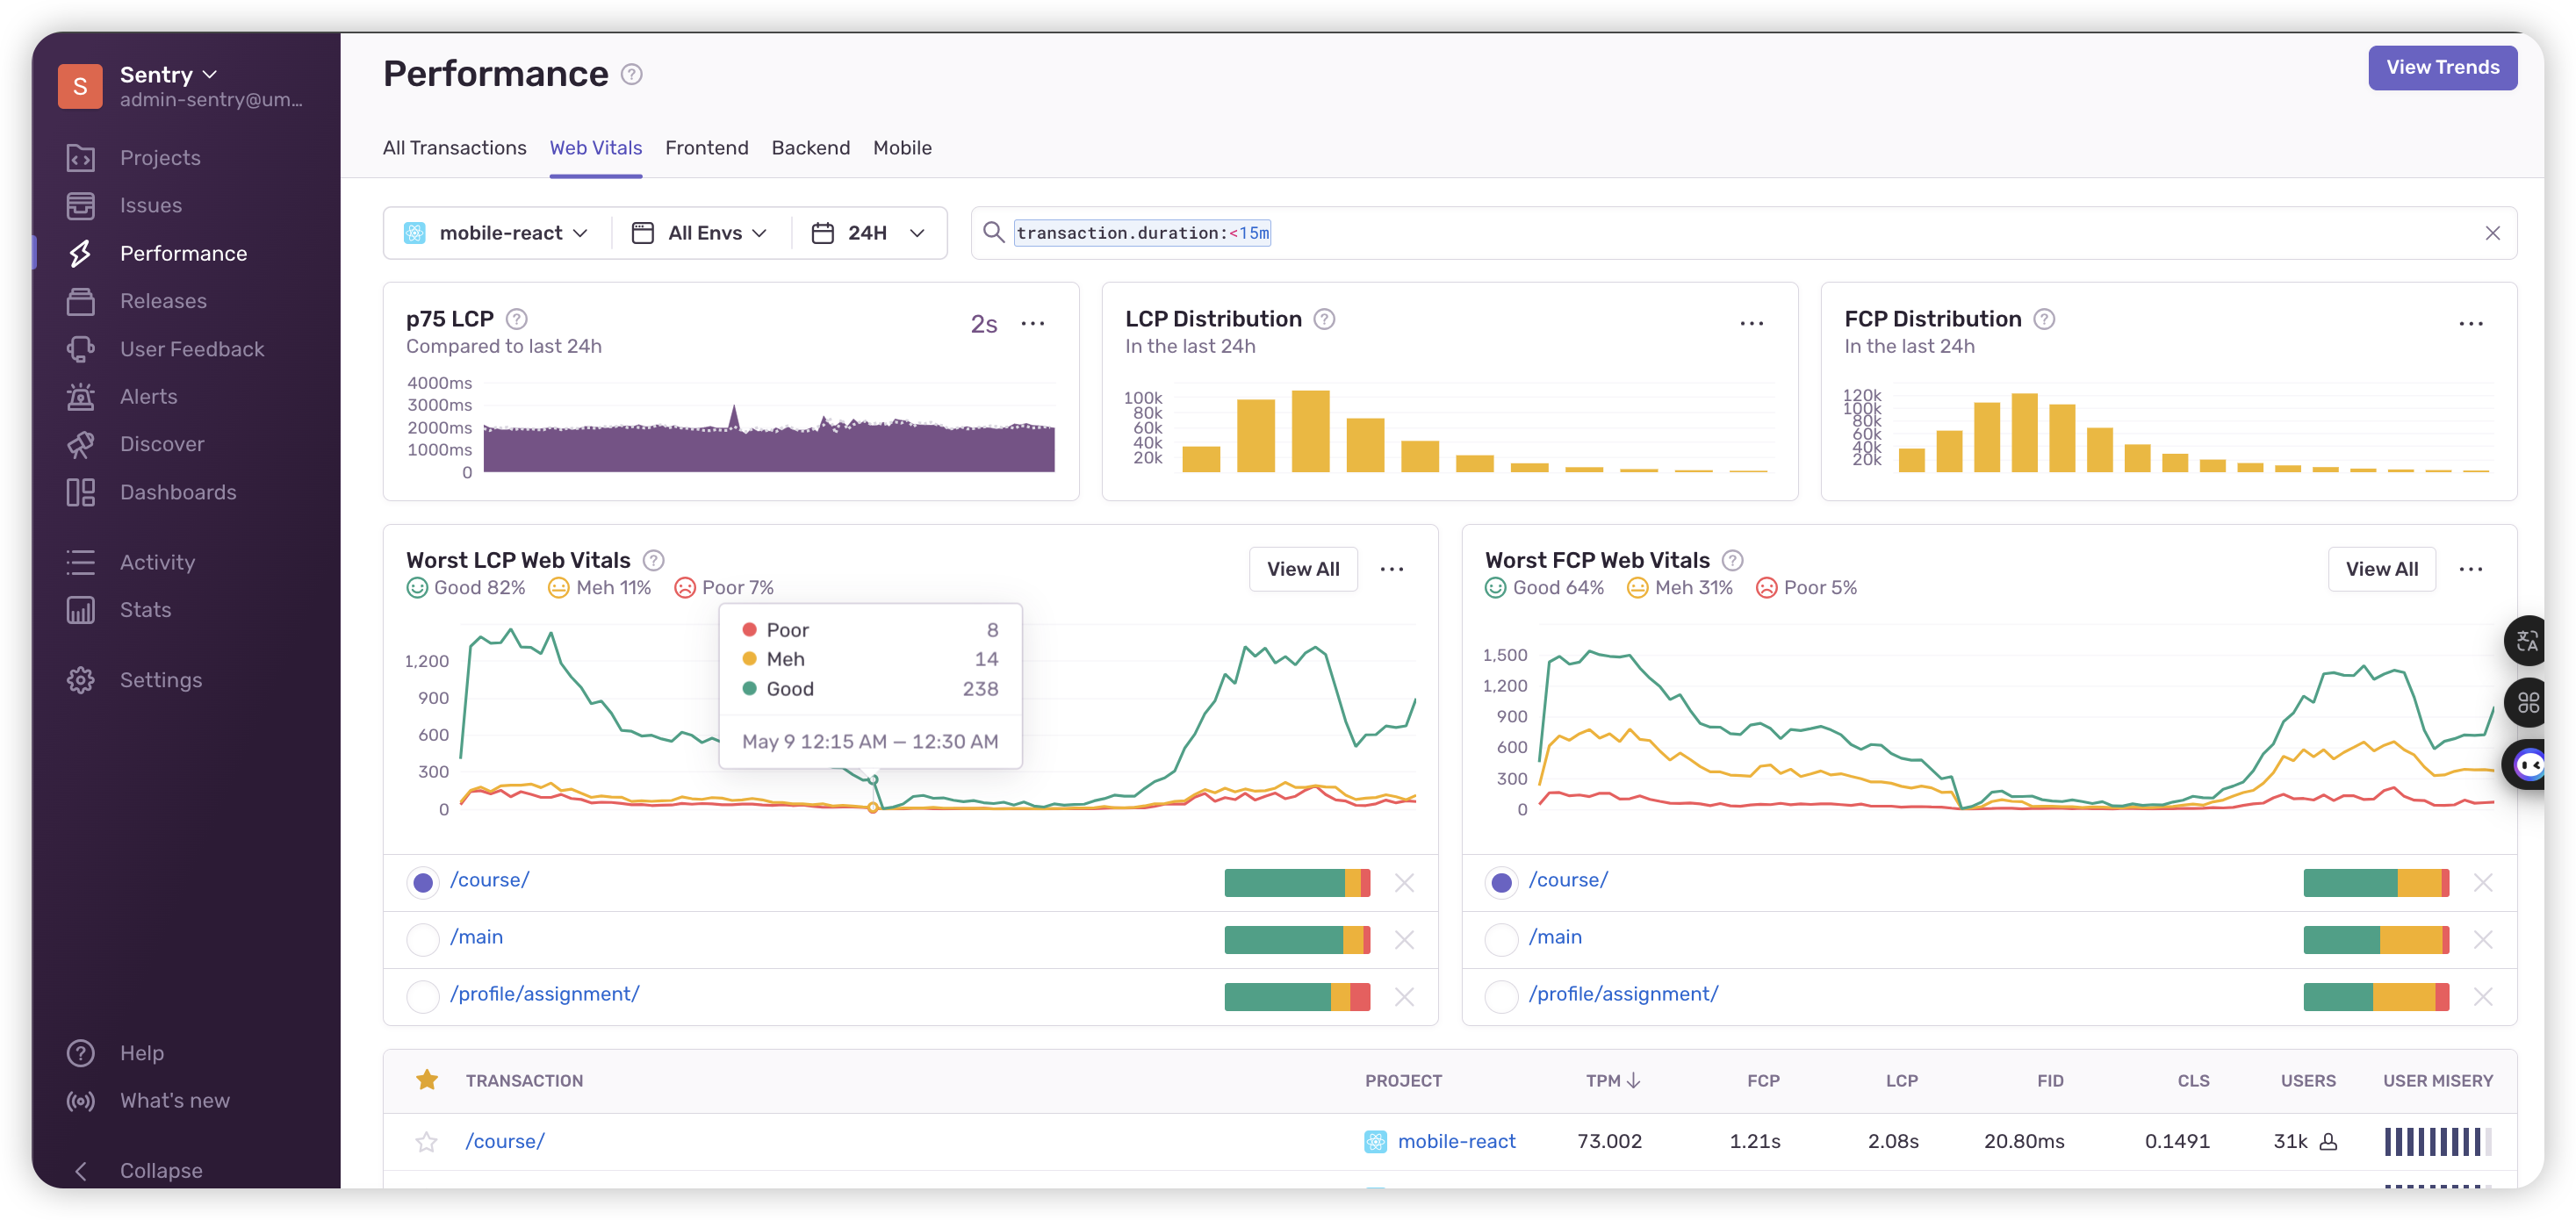 S
Sentry
admin-sentry@um...
Projects
Issues
Performance
Releases
User Feedback
Alerts
Discover
Dashboards
Activity
Stats
Settings
Help
What's new
Collapse
Performance ?
View Trends
All Transactions Web Vitals Frontend Backend Mobile
mobile-react All Envs 24H
transaction.duration:<15m
p75 LCP ? 2s ...
Compared to last 24h
4000ms
3000ms
2000ms
1000ms
0
LCP Distribution ? ...
In the last 24h
100k
80k
60k
40k
20k
FCP Distribution ? ...
In the last 24h
120k
100k
80k
60k
40k
20k
Worst LCP Web Vitals ? View All ...
Good 82% Meh 11% Poor 7%
1,200
900
600
300
0
Poor 8
Meh 14
Good 238
May 9 12:15 AM — 12:30 AM
/course/
/main
/profile/assignment/
Worst FCP Web Vitals ? View All ...
Good 64% Meh 31% Poor 5%
1,500
1,200
900
600
300
0
/course/
/main
/profile/assignment/
TRANSACTION PROJECT TPM FCP LCP FID CLS USERS USER MISERY
/course/ mobile-react 73.002 1.21s 2.08s 20.80ms 0.1491 31k